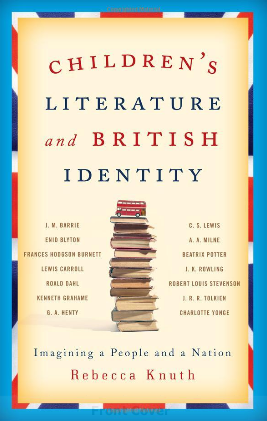 CHILDREN'S
LITERATURE
and BRITISH
IDENTITY
J. M. BARRIE
ENID BLYTON
FRANCES HODGSON BURNETT
LEWIS CARROLL
ROALD DAHL
KENNETH GRAHAME
G. A. HENTY
C. S. LEWIS
A. A. MILNE
BEATRIX POTTER
J. K. ROWLING
ROBERT LOUIS STEVENSON
J. R. R. TOLKIEN
CHARLOTTE YONGE
Imagining a People and a Nation
Rebecca Knuth
Front Cover